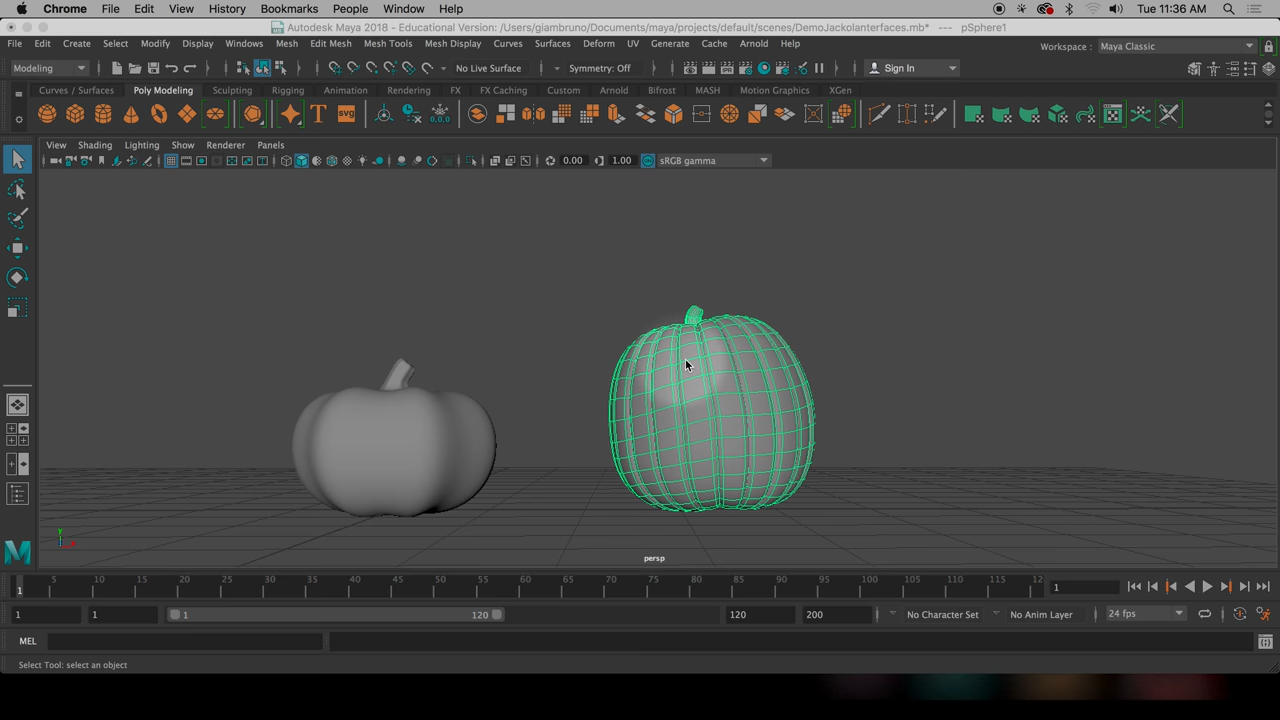 Chrome File Edit View History Bookmarks People Window Help Tue 11:36 AM
Autodesk Maya 2018 - Educational Version: /Users/giambruno/Documents/maya/projects/default/scenes/DemoJackolanterfaces.mb* --- pSphere1
File Edit Create Select Modify Display Windows Mesh Edit Mesh Mesh Tools Mesh Display Curves Surfaces Deform UV Generate Cache Arnold Help Workspace : Maya Classic
Modeling No Live Surface Symmetry: Off Sign In
Curves / Surfaces Poly Modeling Sculpting Rigging Animation Rendering FX FX Caching Custom Arnold Bifrost MASH Motion Graphics XGen
T SVG 0,0,0
View Shading Lighting Show Renderer Panels
0.00 1.00 sRGB gamma
y
persp
5 10 15 20 25 30 35 40 45 50 55 60 65 70 75 80 85 90 95 100 105 110 115 12
1 1
1 1 1 120 120 200 No Character Set No Anim Layer 24 fps
MEL
Select Tool: select an object